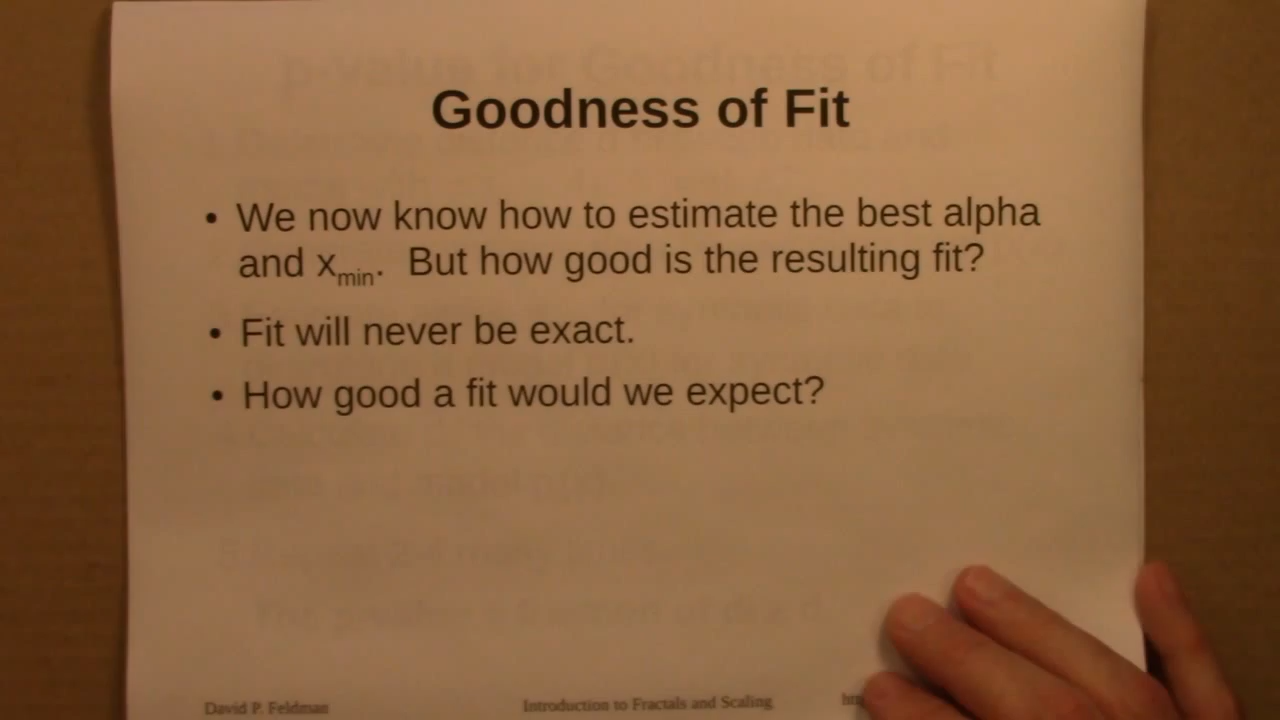 Goodness of Fit
• We now know how to estimate the best alpha
and xmin. But how good is the resulting fit?
• Fit will never be exact.
• How good a fit would we expect?
David P. Feldman
Introduction to Fractals and Scaling